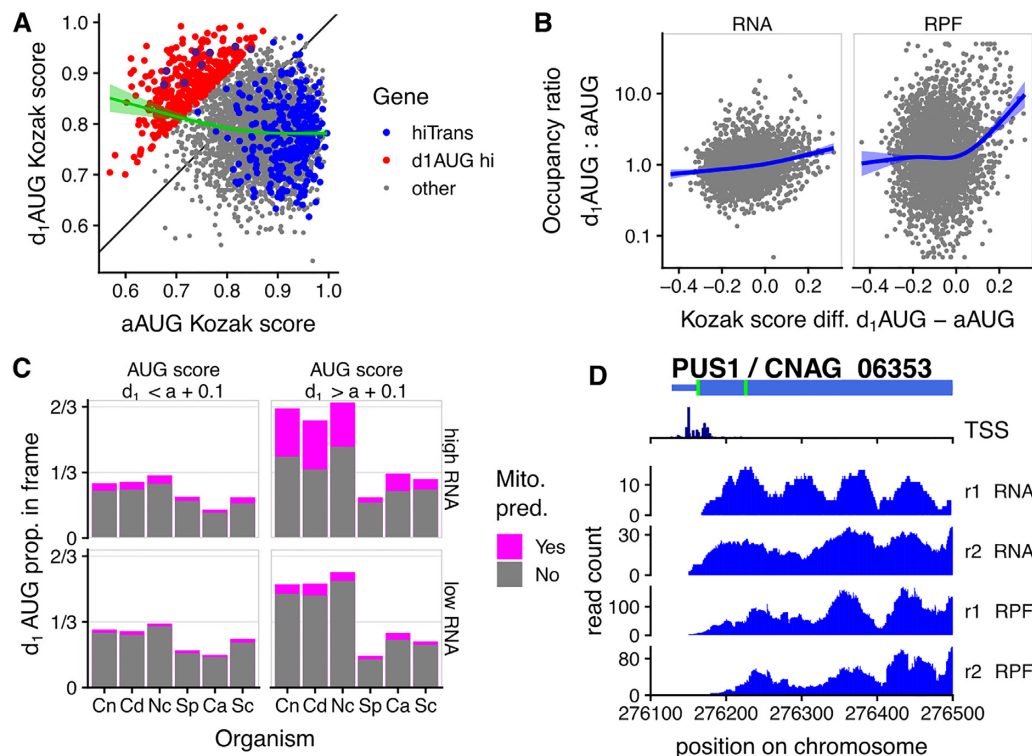 A
d₁AUG Kozak score
1.0
0.9
0.8
0.7
0.6
0.6 0.7 0.8 0.9 1.0
aAUG Kozak score
Gene
hiTrans
d1AUG hi
other
B
RNA RPF
Occupancy ratio
d₁AUG : aAUG
10.0
1.0
0.1
−0.4 −0.2 0.0 0.2 −0.4 −0.2 0.0 0.2
Kozak score diff. d₁AUG − aAUG
C
AUG score AUG score
d₁ < a + 0.1 d₁ > a + 0.1
d₁ AUG prop. in frame
2/3
1/3
0
high RNA
2/3
1/3
0
low RNA
Cn Cd Nc Sp Ca Sc Cn Cd Nc Sp Ca Sc
Organism
Mito.
pred.
Yes
No
D
PUS1 / CNAG_06353
TSS
read count
10
0
r1 RNA
30
0
r2 RNA
100
0
r1 RPF
80
0
r2 RPF
276100 276200 276300 276400 276500
position on chromosome